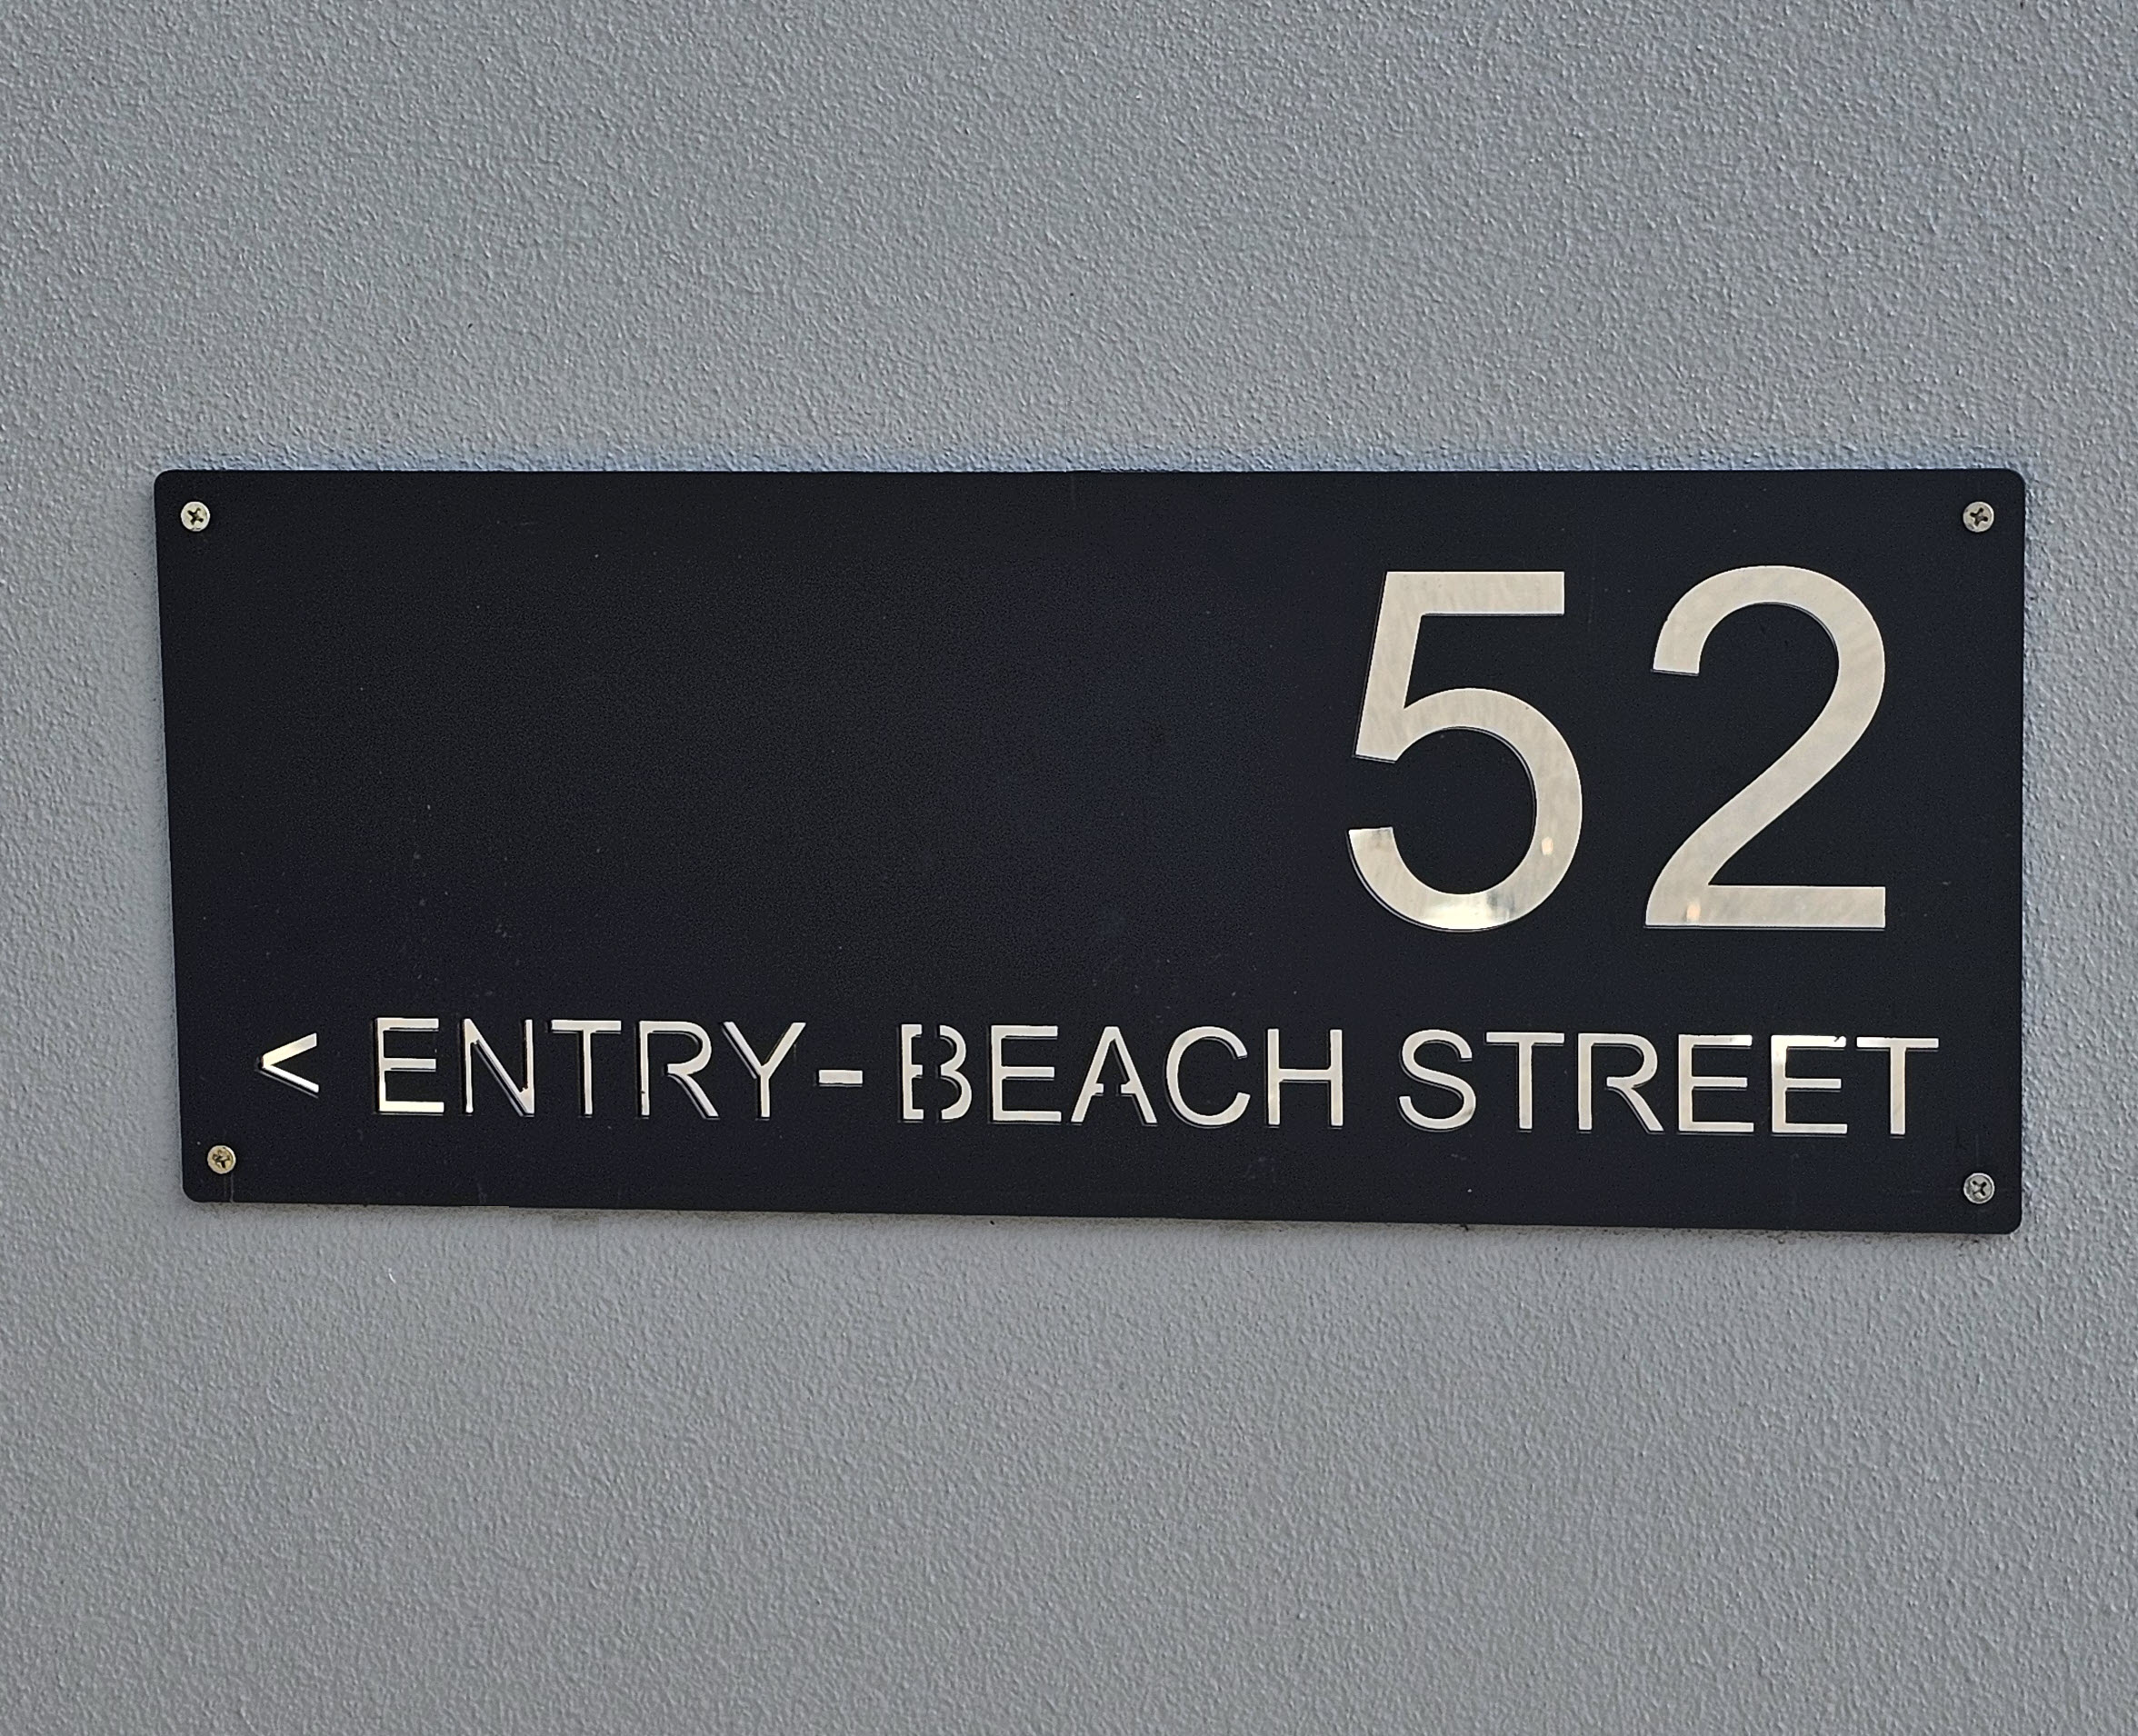 52
< ENTRY-BEACH STREET